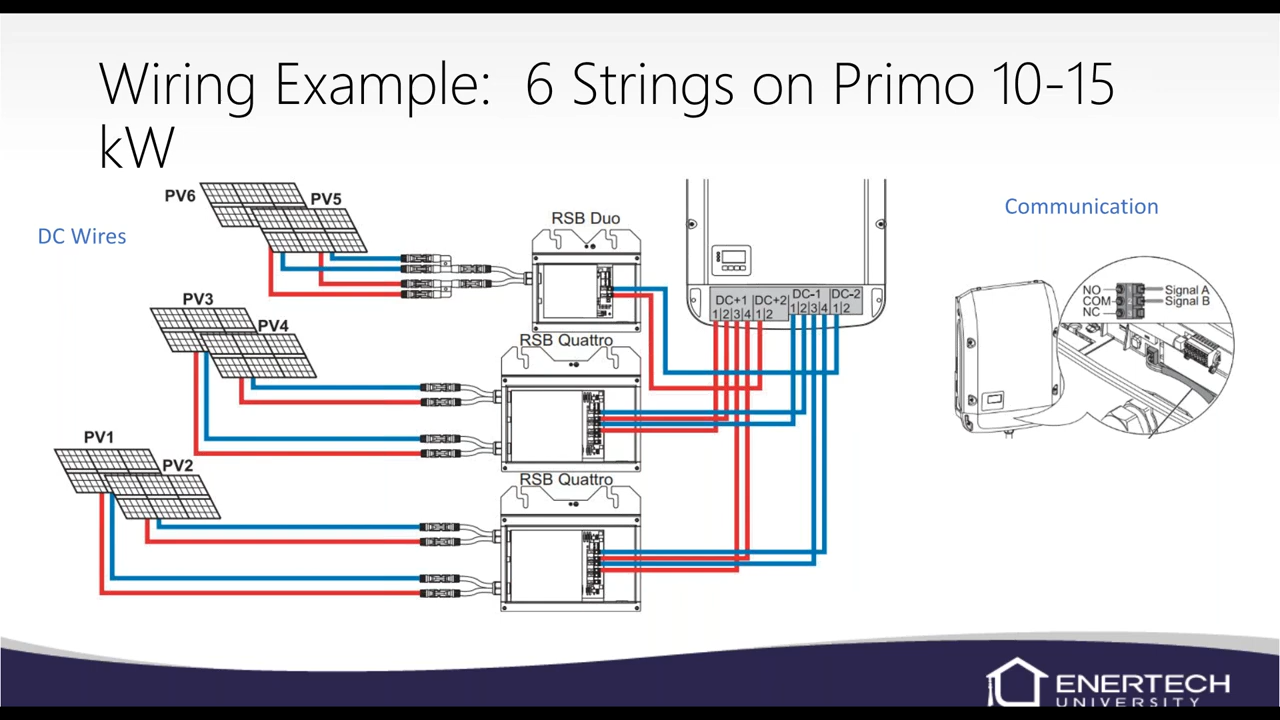 Wiring Example:  6 Strings on Primo 10-15
kW
DC Wires
PV6
PV5
RSB Duo
PV3
PV4
RSB Quattro
PV1
PV2
RSB Quattro
DC+1 DC+2 DC-1 DC-2
1 2 3 4 1 2 1 2 3 4 1 2
Communication
NO Signal A
COM Signal B
NC
ENERTECH
UNIVERSITY